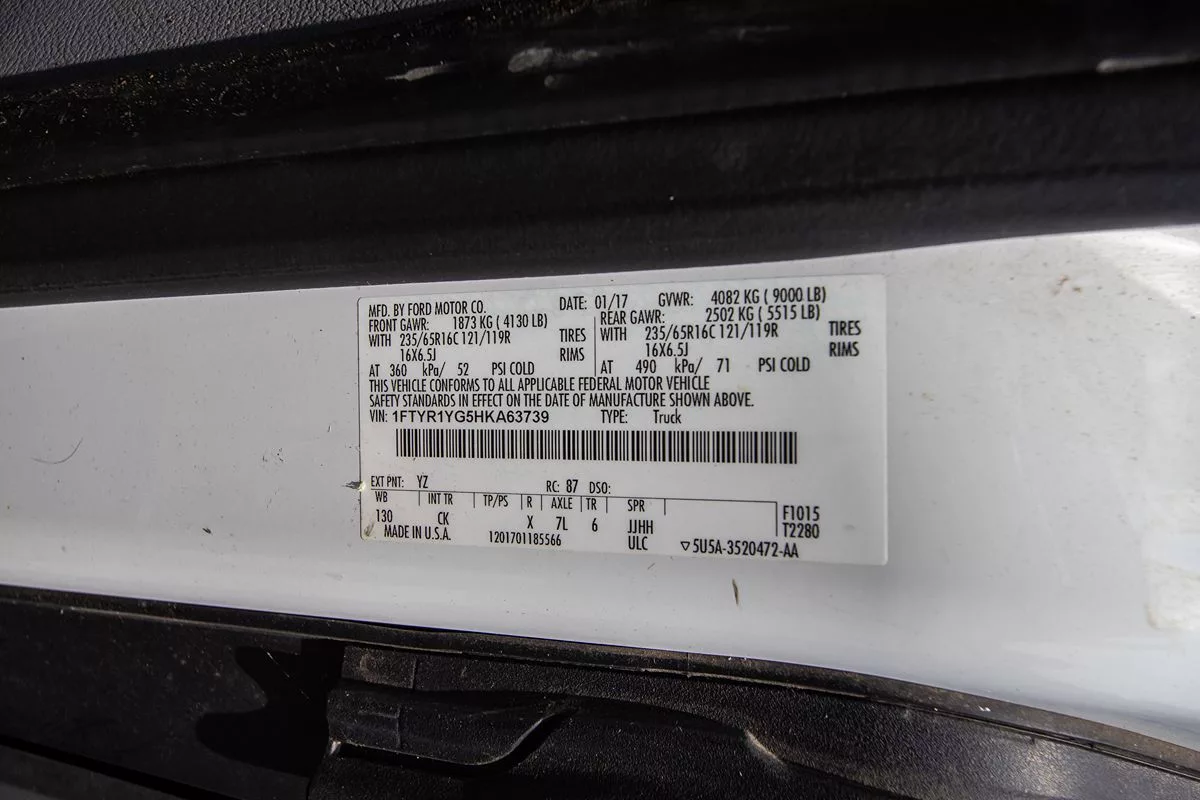 MFD. BY FORD MOTOR CO. DATE: 01/17 GVWR: 4082 KG ( 9000 LB)
FRONT GAWR: 1873 KG ( 4130 LB) REAR GAWR: 2502 KG ( 5515 LB)
WITH 235/65R16C 121/119R TIRES WITH 235/65R16C 121/119R TIRES
16X6.5J RIMS 16X6.5J RIMS
AT 360 kPa/ 52 PSI COLD AT 490 kPa/ 71 PSI COLD
THIS VEHICLE CONFORMS TO ALL APPLICABLE FEDERAL MOTOR VEHICLE
SAFETY STANDARDS IN EFFECT ON THE DATE OF MANUFACTURE SHOWN ABOVE.
VIN: 1FTYR1YG5HKA63739 TYPE: Truck
EXT PNT: YZ RC: 87 DSO:
WB INT TR TP/PS R AXLE TR SPR F1015
130 CK X 7L 6 JJHH T2280
MADE IN U.S.A. 1201701185566 ULC ▽5U5A-3520472-AA